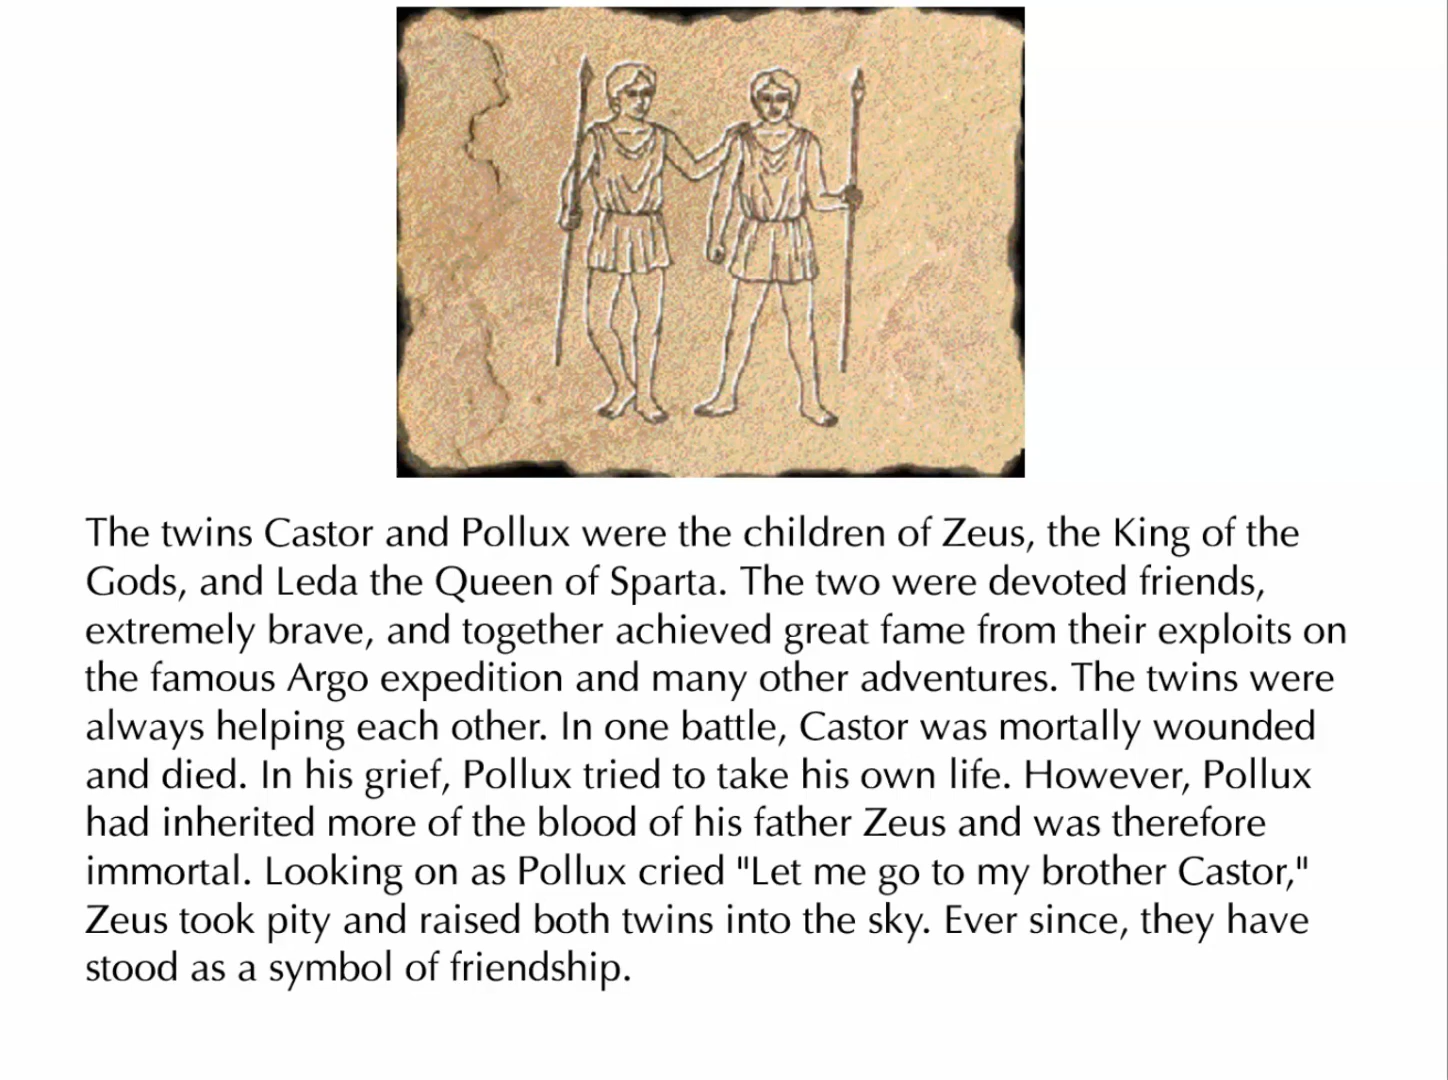 The twins Castor and Pollux were the children of Zeus, the King of the
Gods, and Leda the Queen of Sparta. The two were devoted friends,
extremely brave, and together achieved great fame from their exploits on
the famous Argo expedition and many other adventures. The twins were
always helping each other. In one battle, Castor was mortally wounded
and died. In his grief, Pollux tried to take his own life. However, Pollux
had inherited more of the blood of his father Zeus and was therefore
immortal. Looking on as Pollux cried "Let me go to my brother Castor,"
Zeus took pity and raised both twins into the sky. Ever since, they have
stood as a symbol of friendship.